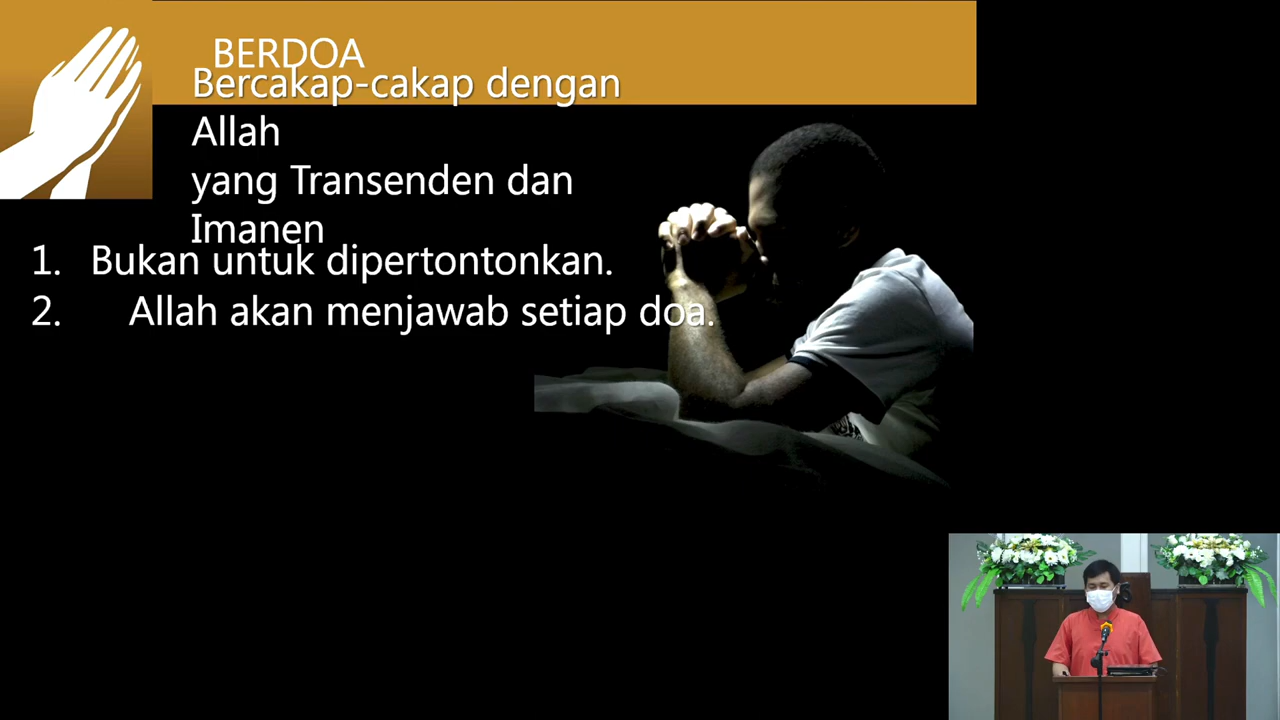 BERDOA
Bercakap-cakap dengan
Allah
yang Transenden dan
Imanen
1. Bukan untuk dipertontonkan.
2. Allah akan menjawab setiap doa.